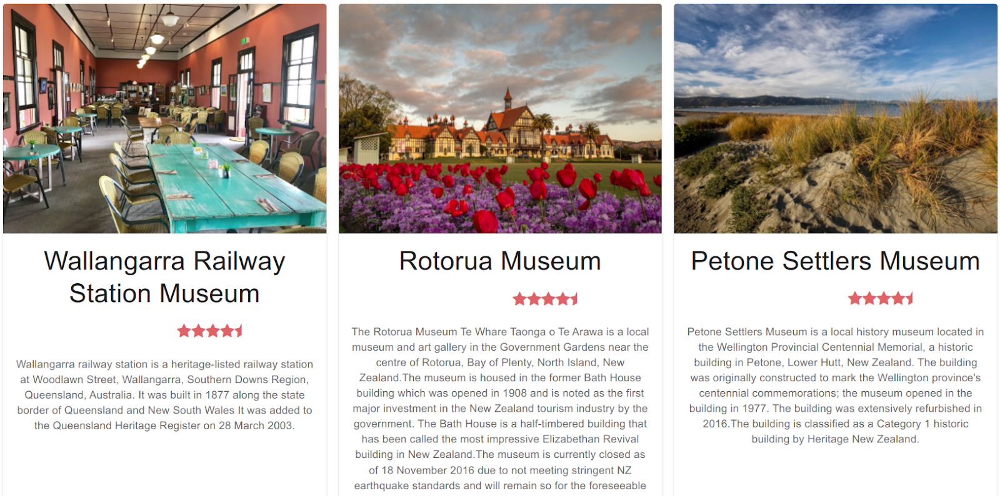 Wallangarra Railway
Station Museum
Wallangarra railway station is a heritage-listed railway station
at Woodlawn Street, Wallangarra, Southern Downs Region,
Queensland, Australia. It was built in 1877 along the state
border of Queensland and New South Wales It was added to
the Queensland Heritage Register on 28 March 2003.
Rotorua Museum
The Rotorua Museum Te Whare Taonga o Te Arawa is a local
museum and art gallery in the Government Gardens near the
centre of Rotorua, Bay of Plenty, North Island, New
Zealand.The museum is housed in the former Bath House
building which was opened in 1908 and is noted as the first
major investment in the New Zealand tourism industry by the
government. The Bath House is a half-timbered building that
has been called the most impressive Elizabethan Revival
building in New Zealand.The museum is currently closed as
of 18 November 2016 due to not meeting stringent NZ
earthquake standards and will remain so for the foreseeable
Petone Settlers Museum
Petone Settlers Museum is a local history museum located in
the Wellington Provincial Centennial Memorial, a historic
building in Petone, Lower Hutt, New Zealand. The building
was originally constructed to mark the Wellington province's
centennial commemorations; the museum opened in the
building in 1977. The building was extensively refurbished in
2016.The building is classified as a Category 1 historic
building by Heritage New Zealand.